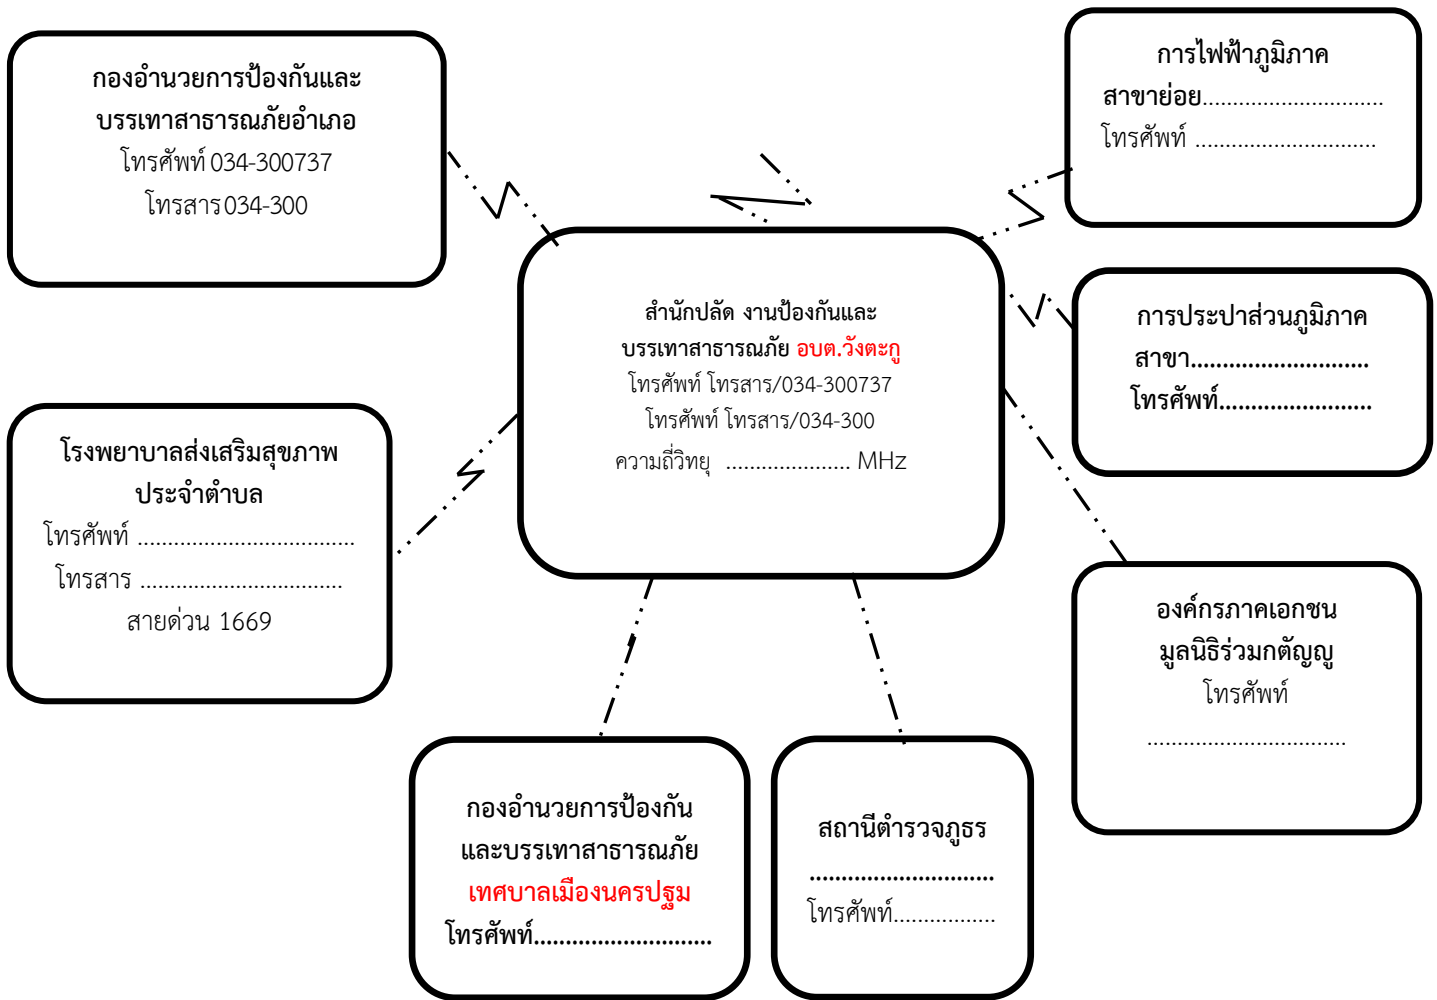 กองอำนวยการป้องกันและ
บรรเทาสาธารณภัยอำเภอ
โทรศัพท์ 034-300737
โทรสาร 034-300
การไฟฟ้าภูมิภาค
สาขาย่อย...............................
โทรศัพท์ ...............................
สำนักปลัด งานป้องกันและ
บรรเทาสาธารณภัย อบต.วังตะกู
โทรศัพท์ โทรสาร/034-300737
โทรศัพท์ โทรสาร/034-300
ความถี่วิทยุ ..................... MHz
การประปาส่วนภูมิภาค
สาขา............................
โทรศัพท์........................
โรงพยาบาลส่งเสริมสุขภาพ
ประจำตำบล
โทรศัพท์ .....................................
โทรสาร ..................................
สายด่วน 1669
องค์กรภาคเอกชน
มูลนิธิร่วมกตัญญู
โทรศัพท์
..................................
กองอำนวยการป้องกัน
และบรรเทาสาธารณภัย
เทศบาลเมืองนครปฐม
โทรศัพท์............................
สถานีตำรวจภูธร
.............................
โทรศัพท์.................